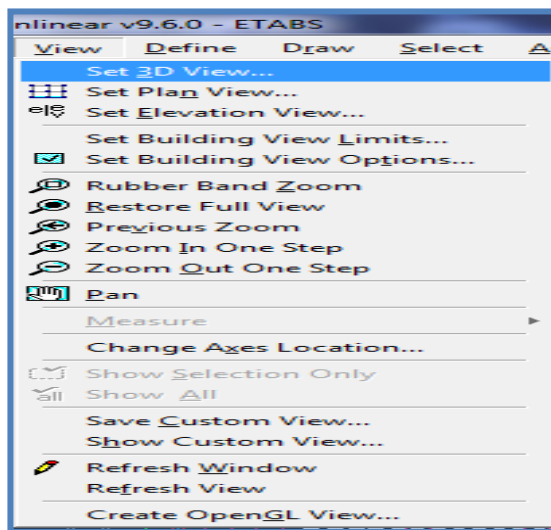 nlinear v9.6.0 - ETABS
View Define Draw Select A
Set 3D View...
Set Plan View...
Set Elevation View...
Set Building View Limits...
Set Building View Options...
Rubber Band Zoom
Restore Full View
Previous Zoom
Zoom In One Step
Zoom Out One Step
Pan
Measure
Change Axes Location...
Show Selection Only
all Show All
Save Custom View...
Show Custom View...
Refresh Window
Refresh View
Create OpenGL View...